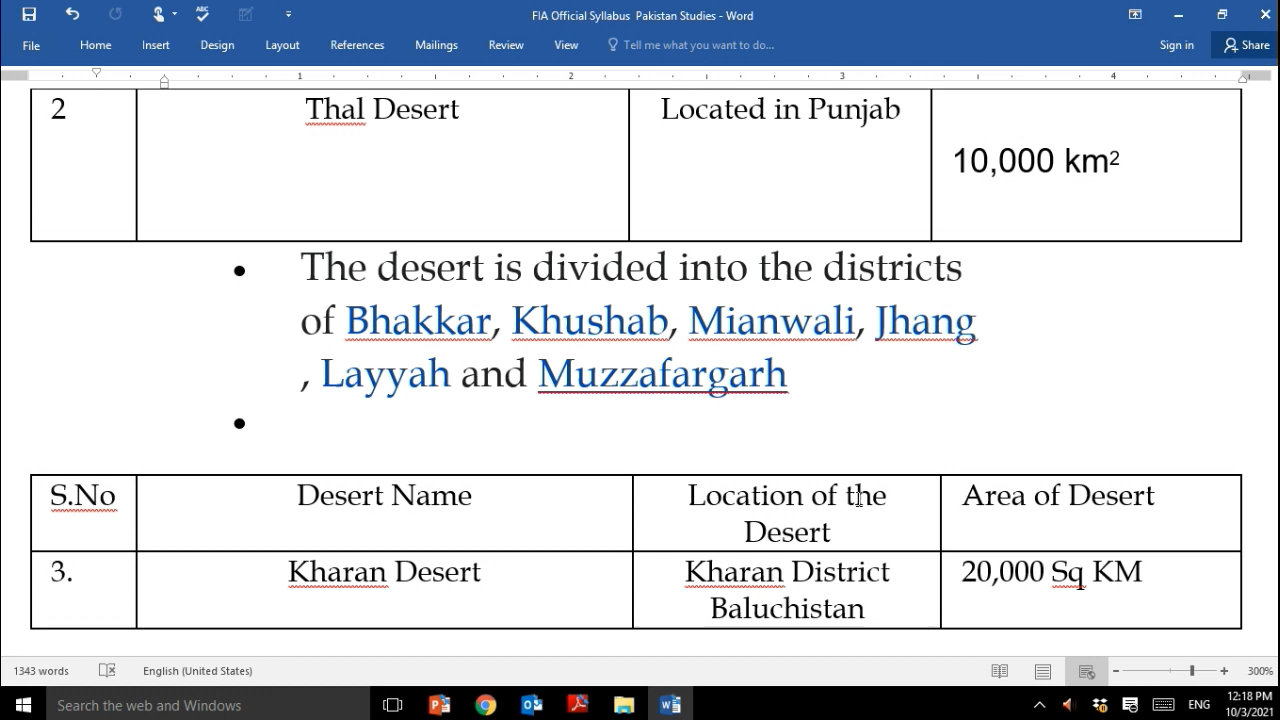 FIA Official Syllabus Pakistan Studies - Word
File Home Insert Design Layout References Mailings Review View Tell me what you want to do... Sign in Share
1 2 3 4
2 Thal Desert Located in Punjab
10,000 km²
• The desert is divided into the districts
of Bhakkar, Khushab, Mianwali, Jhang
, Layyah and Muzzafargarh
•
S.No Desert Name Location of the Area of Desert
Desert
3. Kharan Desert Kharan District 20,000 Sq KM
Baluchistan
1343 words English (United States) 300%
Search the web and Windows ENG 12:18 PM
10/3/2021